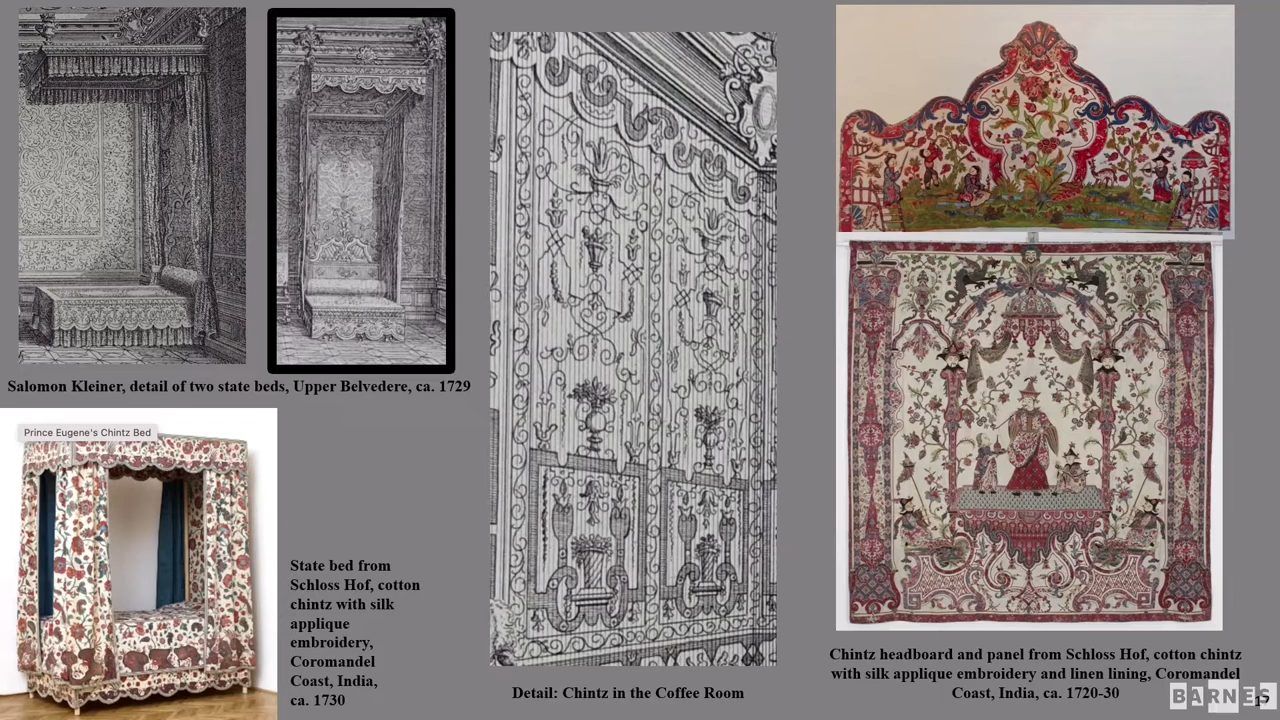 Salomon Kleiner, detail of two state beds, Upper Belvedere, ca. 1729
Prince Eugene's Chintz Bed
State bed from
Schloss Hof, cotton
chintz with silk
applique
embroidery,
Coromandel
Coast, India,
ca. 1730
Detail: Chintz in the Coffee Room
Chintz headboard and panel from Schloss Hof, cotton chintz
with silk applique embroidery and linen lining, Coromandel
Coast, India, ca. 1720-30
BARNES